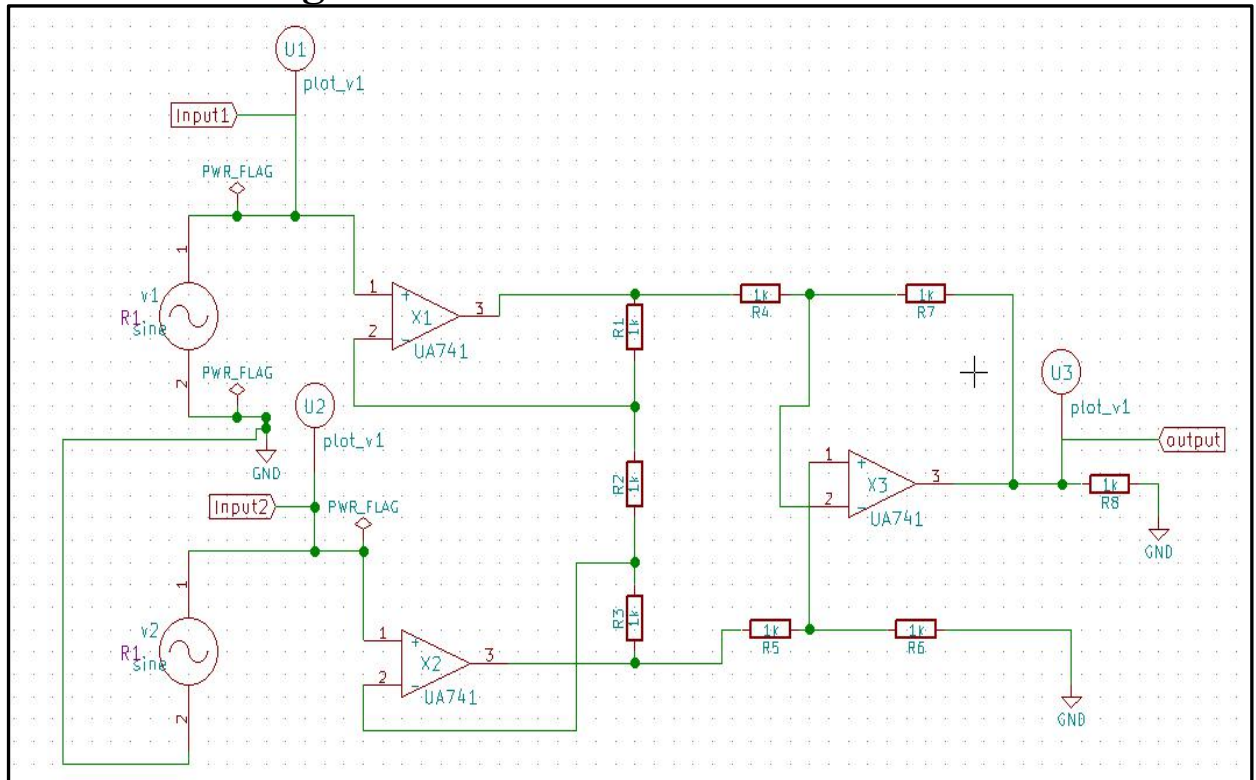 U1
plot_v1
Input1
PWR_FLAG
1
v1
R1
sine
2
PWR_FLAG
GND
U2
plot_v1
Input2
PWR_FLAG
1
v2
R1
sine
2
1
+
2
-
3
X1
UA741
1
+
2
-
3
X2
UA741
R1
1k
R2
1k
R3
1k
1k
R4
1k
R7
1
+
2
-
3
X3
UA741
U3
plot_v1
output
1k
R8
GND
1k
R5
1k
R6
GND